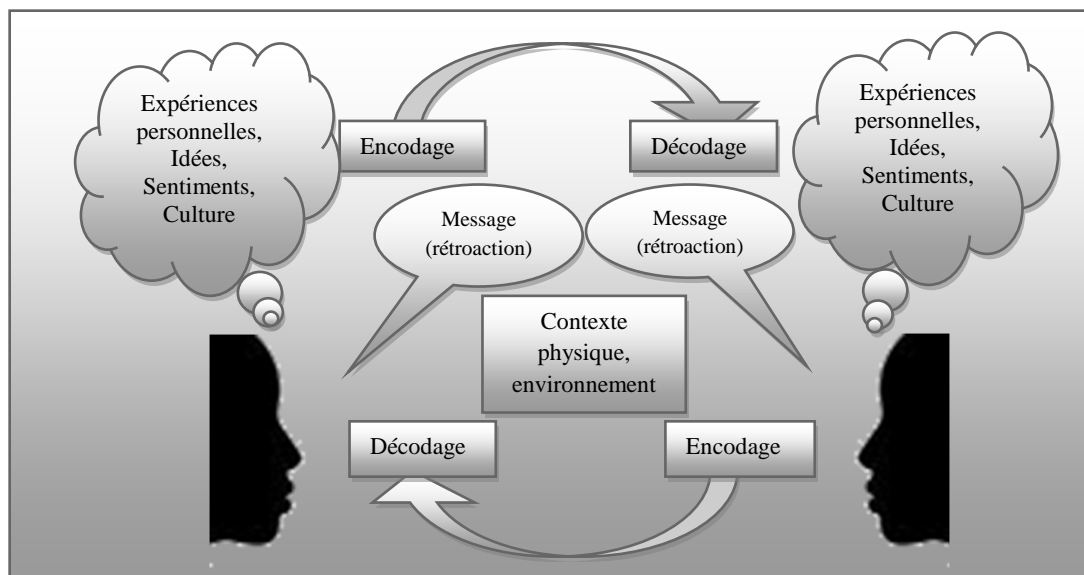 Expériences
personnelles,
Idées,
Sentiments,
Culture
Encodage
Décodage
Expériences
personnelles,
Idées,
Sentiments,
Culture
Message
(rétroaction)
Message
(rétroaction)
Contexte
physique,
environnement
Décodage
Encodage